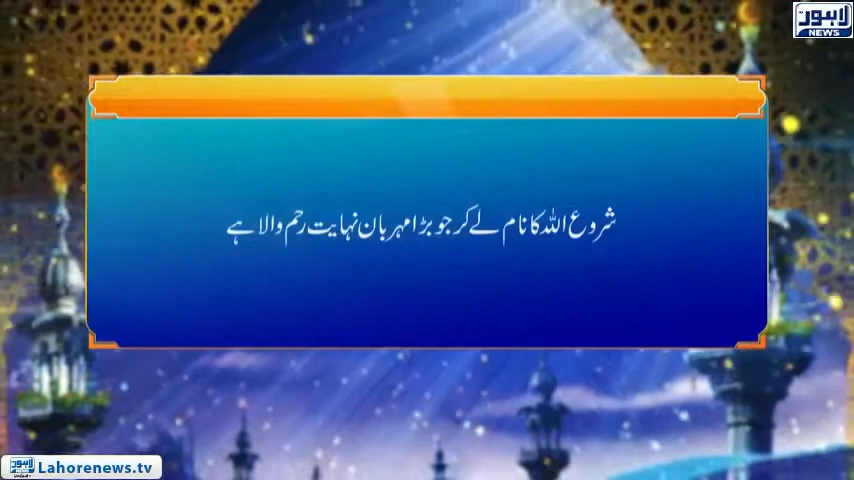 لاہور
NEWS
شروع اللہ کا نام لے کر جو بڑا مہربان نہایت رحم والا ہے
لاہور
Lahorenews.tv